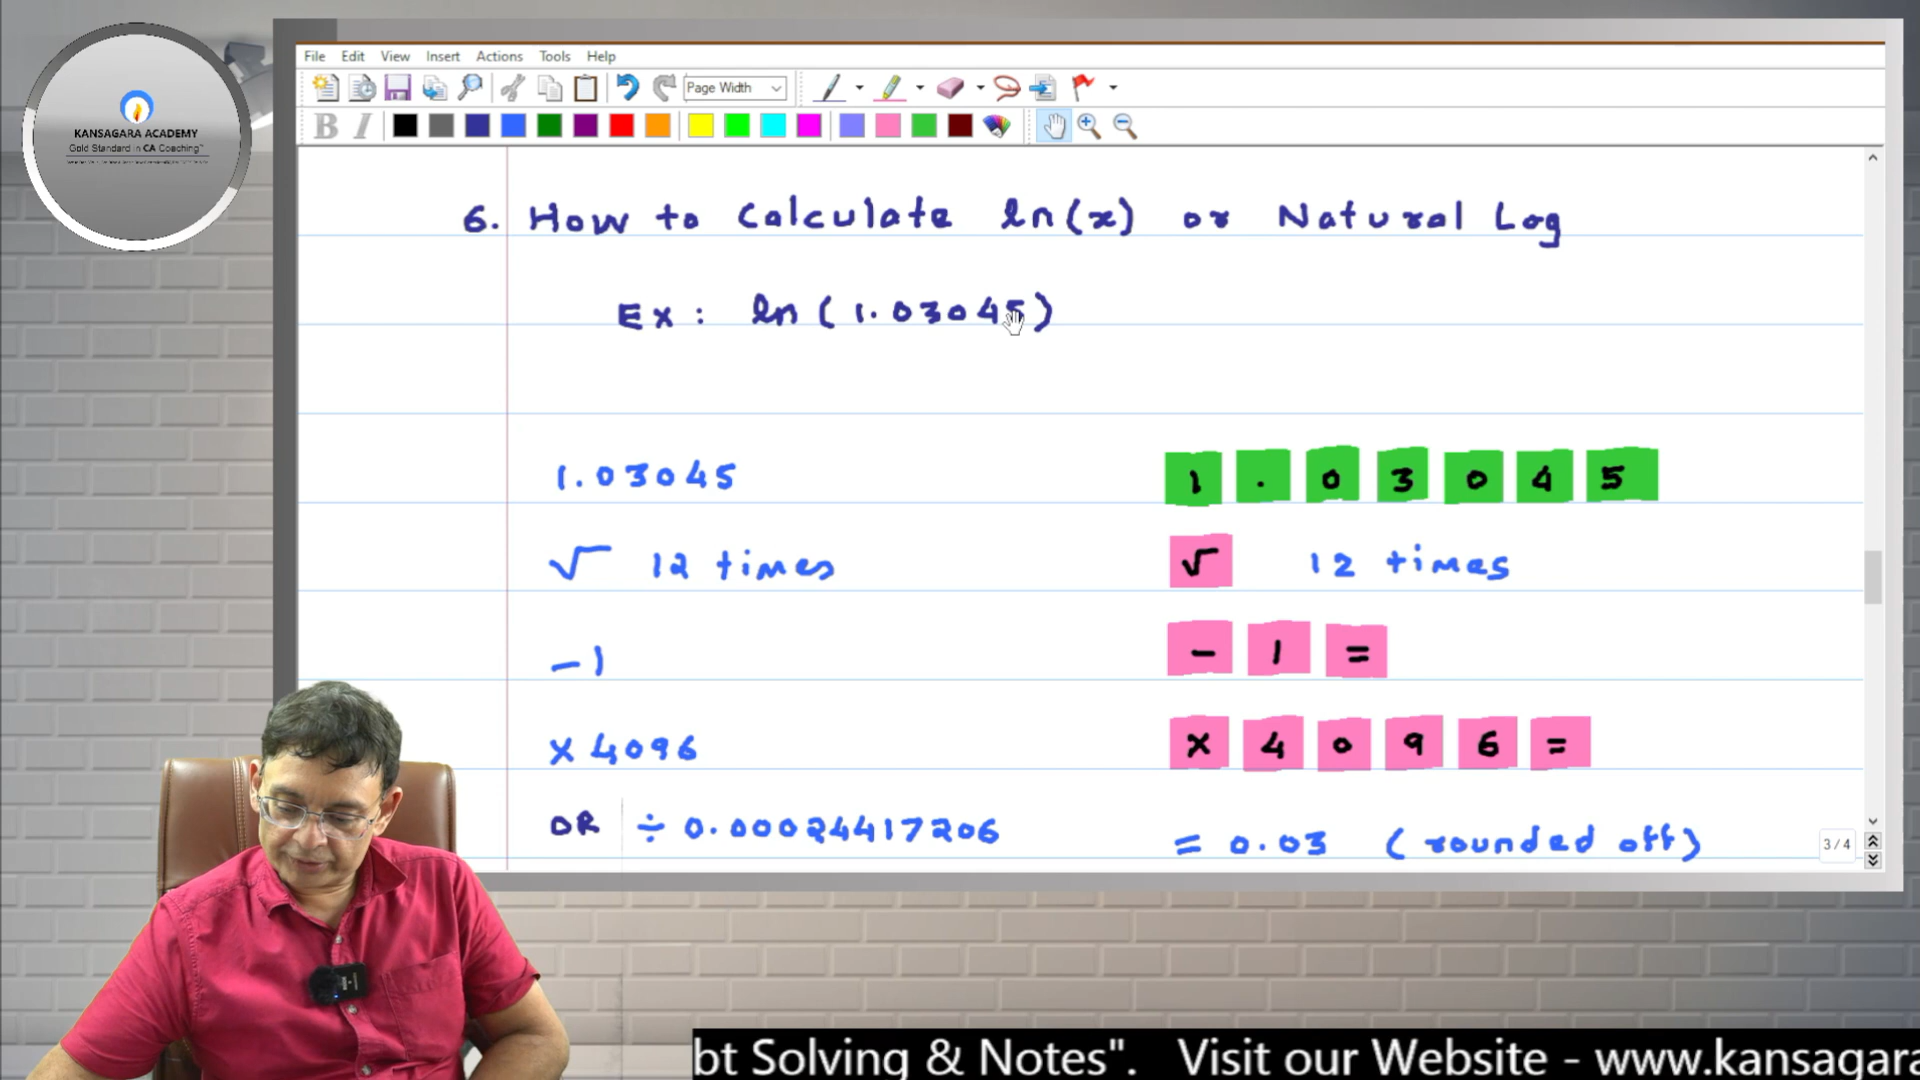 KANSAGARA ACADEMY
Gold Standard in CA Coaching™
File Edit View Insert Actions Tools Help
Page Width
B I
6. How to Calculate ln(x) or Natural Log
Ex: ln(1.03045)
1.03045
1 . 0 3 0 4 5
√ 12 times
√ 12 times
-1
- 1 =
x 4096
x 4 0 9 6 =
OR ÷ 0.00024417206
= 0.03 (rounded off)
3 / 4
bt Solving & Notes". Visit our Website - www.kansagara